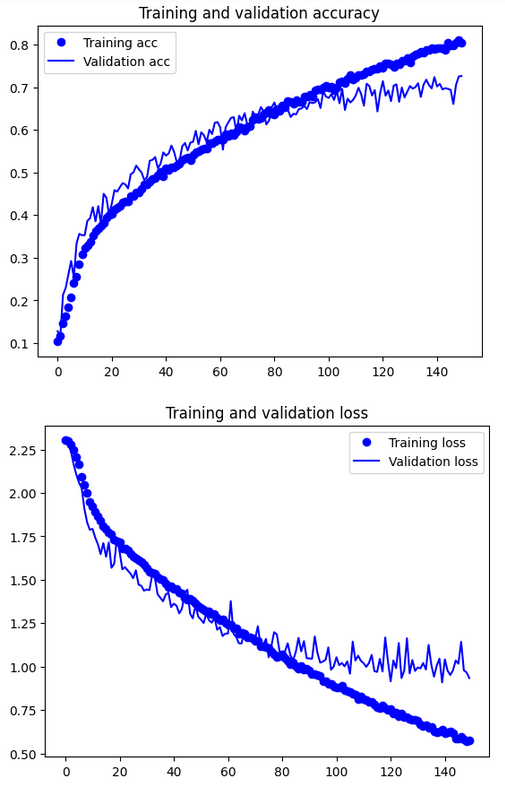 Training and validation accuracy
Training acc
Validation acc
0.8
0.7
0.6
0.5
0.4
0.3
0.2
0.1
0 20 40 60 80 100 120 140
Training and validation loss
Training loss
Validation loss
2.25
2.00
1.75
1.50
1.25
1.00
0.75
0.50
0 20 40 60 80 100 120 140